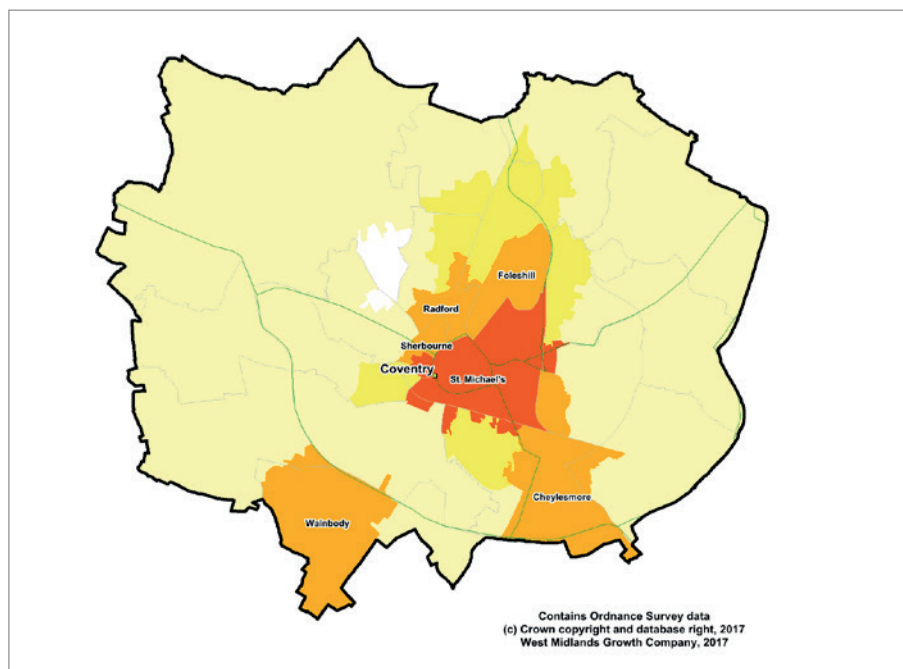 Foleshill
Radford
Sherbourne
Coventry
St. Michael's
Cheylesmore
Wainbody
Contains Ordnance Survey data
(c) Crown copyright and database right, 2017
West Midlands Growth Company, 2017